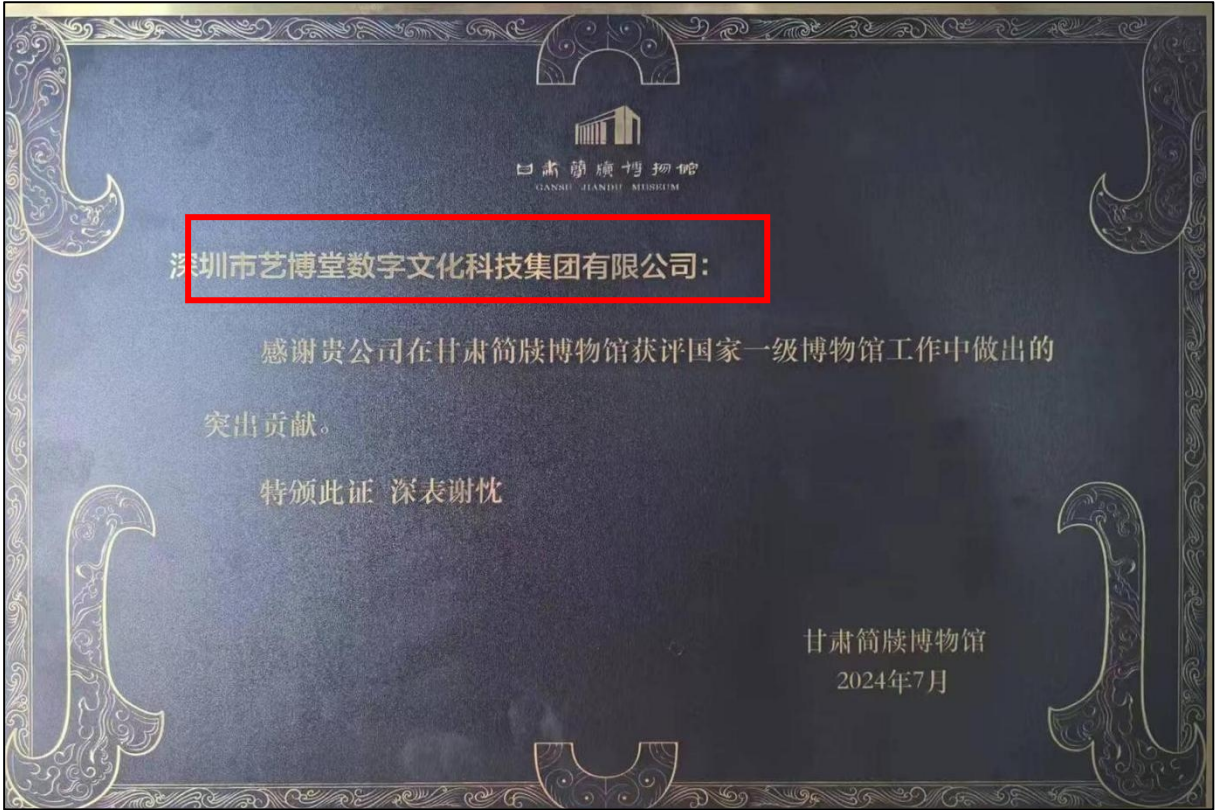 甘肃简牍博物馆
GANSU JIANDU MUSEUM
深圳市艺博堂数字文化科技集团有限公司：
感谢贵公司在甘肃简牍博物馆获评国家一级博物馆工作中做出的
突出贡献。
特颁此证 深表谢忱
甘肃简牍博物馆
2024年7月